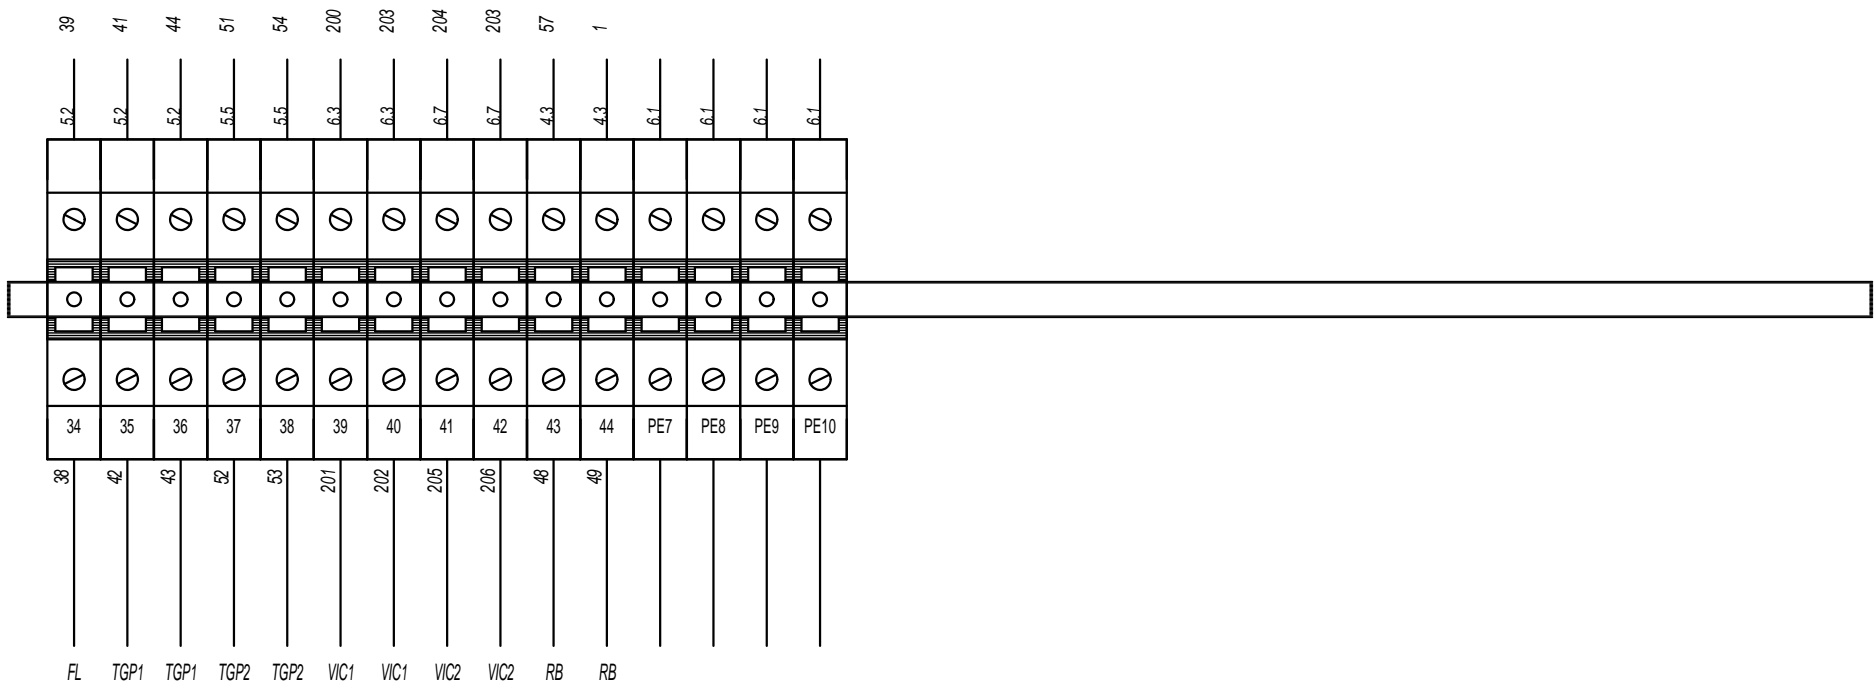 39 41 44 51 54 200 203 204 203 57 1
5.2 5.2 5.2 5.5 5.5 6.3 6.3 6.7 6.7 4.3 4.3 6.1 6.1 6.1 6.1
34 35 36 37 38 39 40 41 42 43 44 PE7 PE8 PE9 PE10
38 42 43 52 53 201 202 205 206 48 49
FL TGP1 TGP1 TGP2 TGP2 VIC1 VIC1 VIC2 VIC2 RB RB